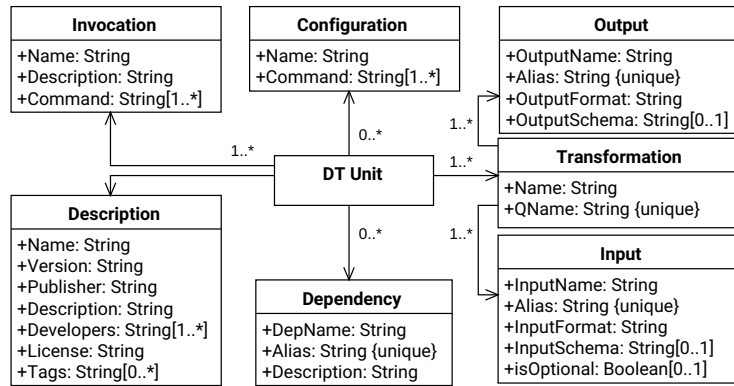 Invocation
+Name: String
+Description: String
+Command: String[1..*]
Configuration
+Name: String
+Command: String[1..*]
Output
+OutputName: String
+Alias: String {unique}
+OutputFormat: String
+OutputSchema: String[0..1]
1..*
0..*
1..*
1..*
DT Unit
Transformation
+Name: String
+QName: String {unique}
0..*
1..*
Description
+Name: String
+Version: String
+Publisher: String
+Description: String
+Developers: String[1..*]
+License: String
+Tags: String[0..*]
Dependency
+DepName: String
+Alias: String {unique}
+Description: String
Input
+InputName: String
+Alias: String {unique}
+InputFormat: String
+InputSchema: String[0..1]
+isOptional: Boolean[0..1]